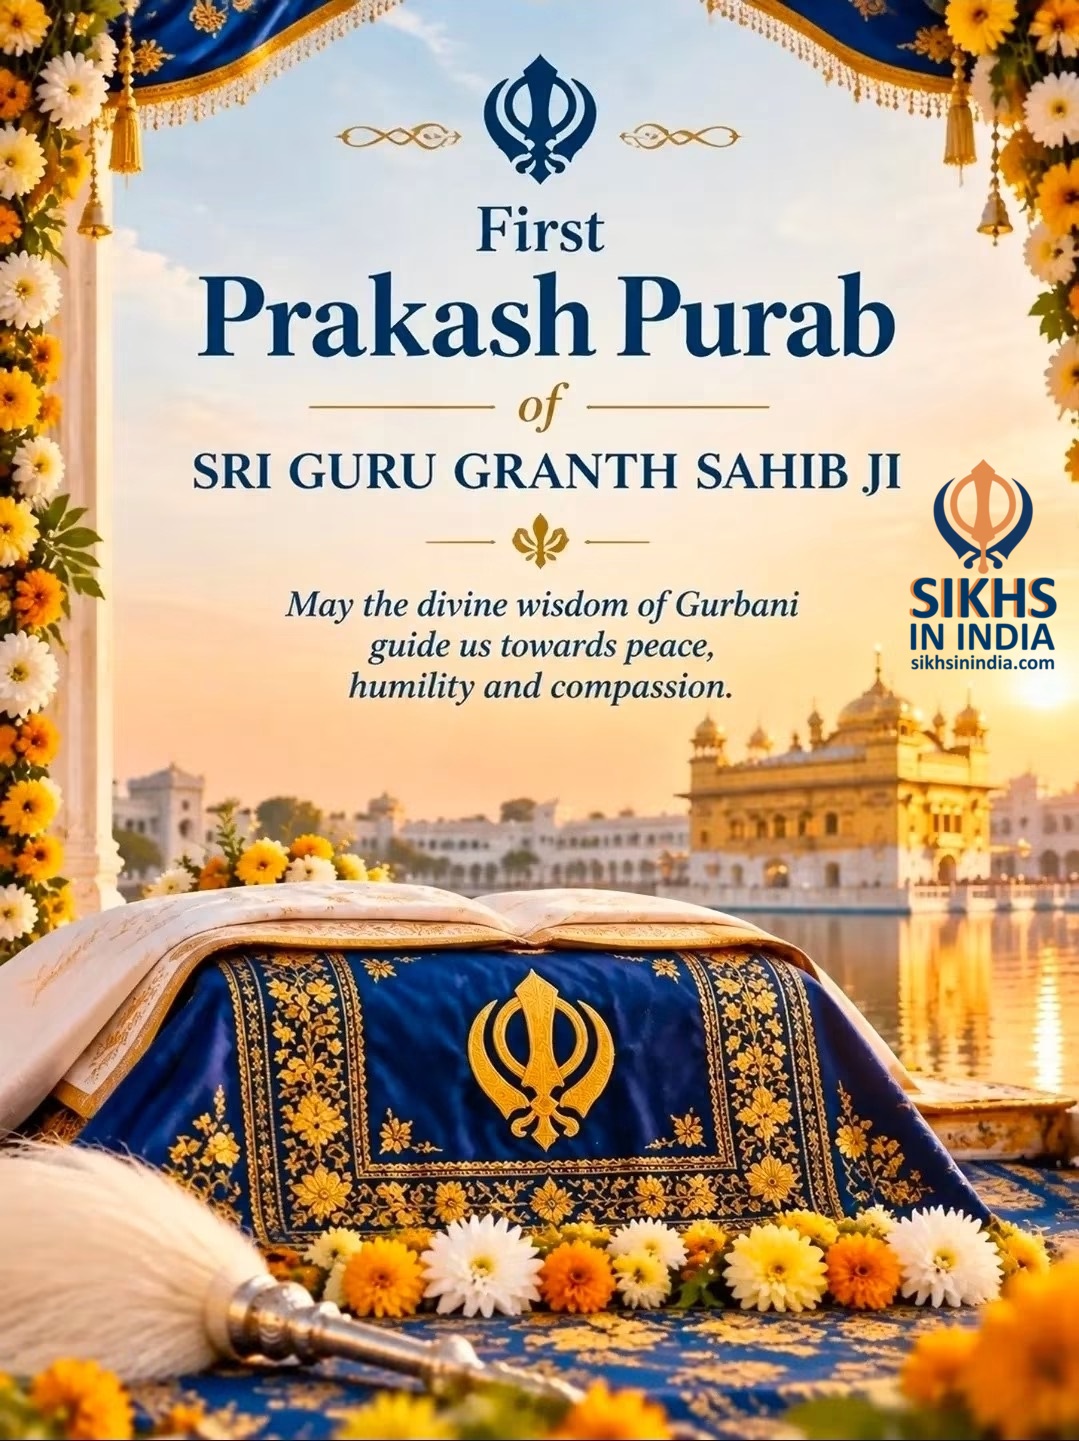 First
Prakash Purab
of
SRI GURU GRANTH SAHIB JI
May the divine wisdom of Gurbani
guide us towards peace,
humility and compassion.
SIKHS
IN INDIA
sikhsinindia.com